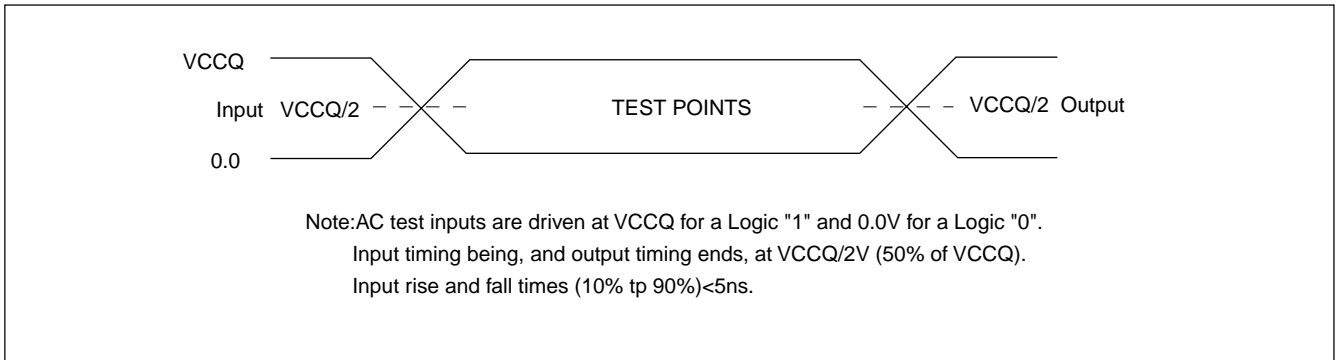 VCCQ
Input VCCQ/2 TEST POINTS VCCQ/2 Output
0.0
Note:AC test inputs are driven at VCCQ for a Logic "1" and 0.0V for a Logic "0".
Input timing being, and output timing ends, at VCCQ/2V (50% of VCCQ).
Input rise and fall times (10% tp 90%)<5ns.